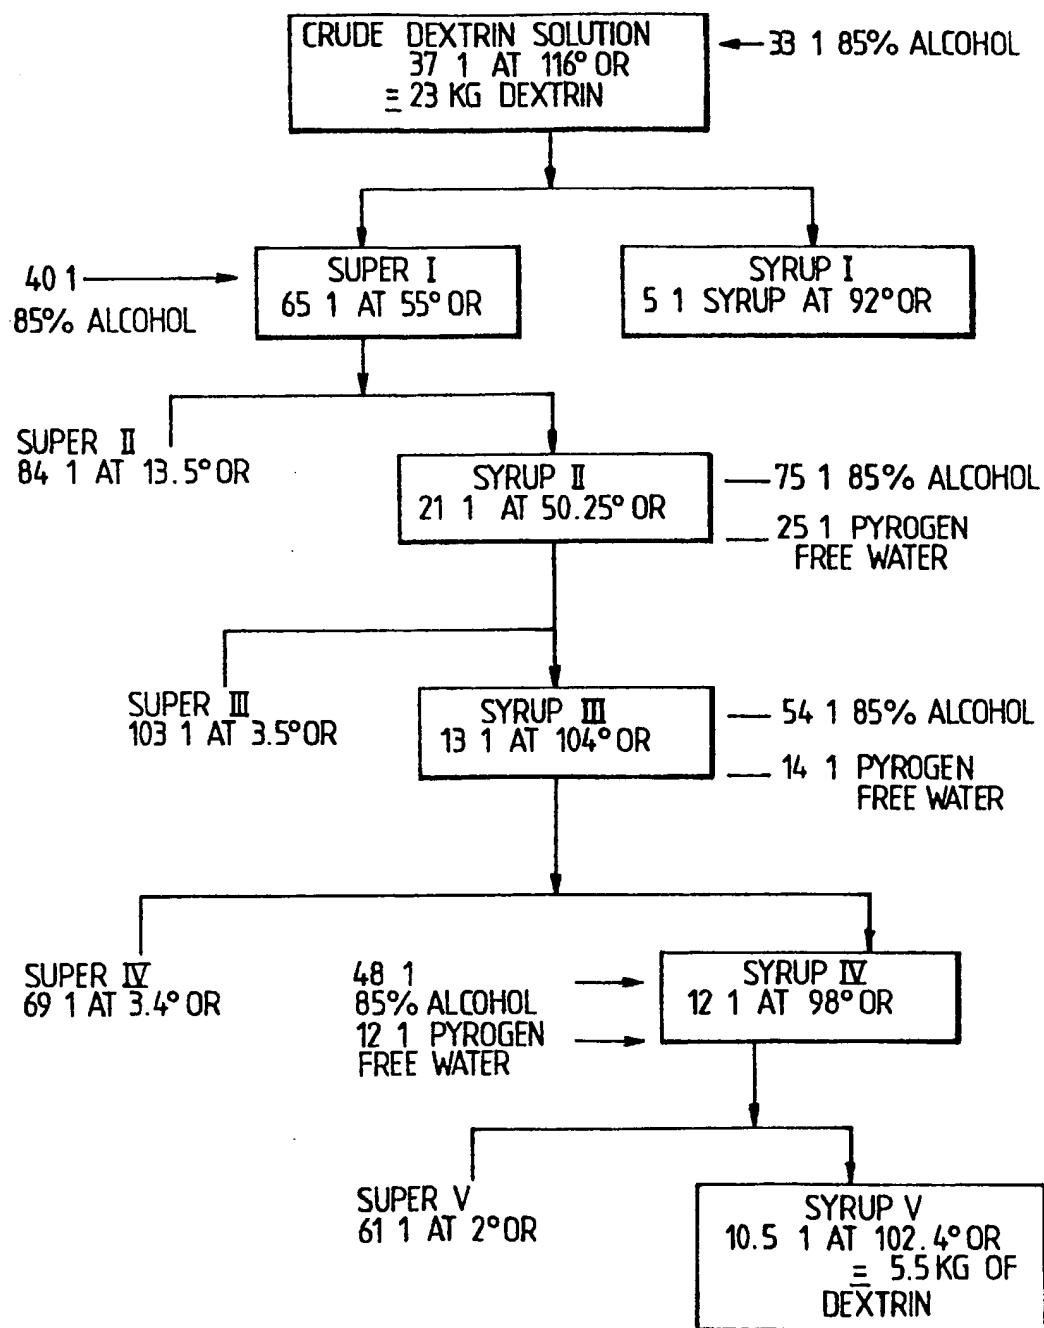 CRUDE DEXTRIN SOLUTION
37 1 AT 116° OR
≡ 23 KG DEXTRIN
33 1 85% ALCOHOL
40 1
85% ALCOHOL
SUPER I
65 1 AT 55° OR
SYRUP I
5 1 SYRUP AT 92° OR
SUPER II
84 1 AT 13.5° OR
SYRUP II
21 1 AT 50.25° OR
75 1 85% ALCOHOL
25 1 PYROGEN
FREE WATER
SUPER III
103 1 AT 3.5° OR
SYRUP III
13 1 AT 104° OR
54 1 85% ALCOHOL
14 1 PYROGEN
FREE WATER
SUPER IV
69 1 AT 3.4° OR
48 1
85% ALCOHOL
12 1 PYROGEN
FREE WATER
SYRUP IV
12 1 AT 98° OR
SUPER V
61 1 AT 2° OR
SYRUP V
10.5 1 AT 102.4° OR
≡ 5.5 KG OF
DEXTRIN